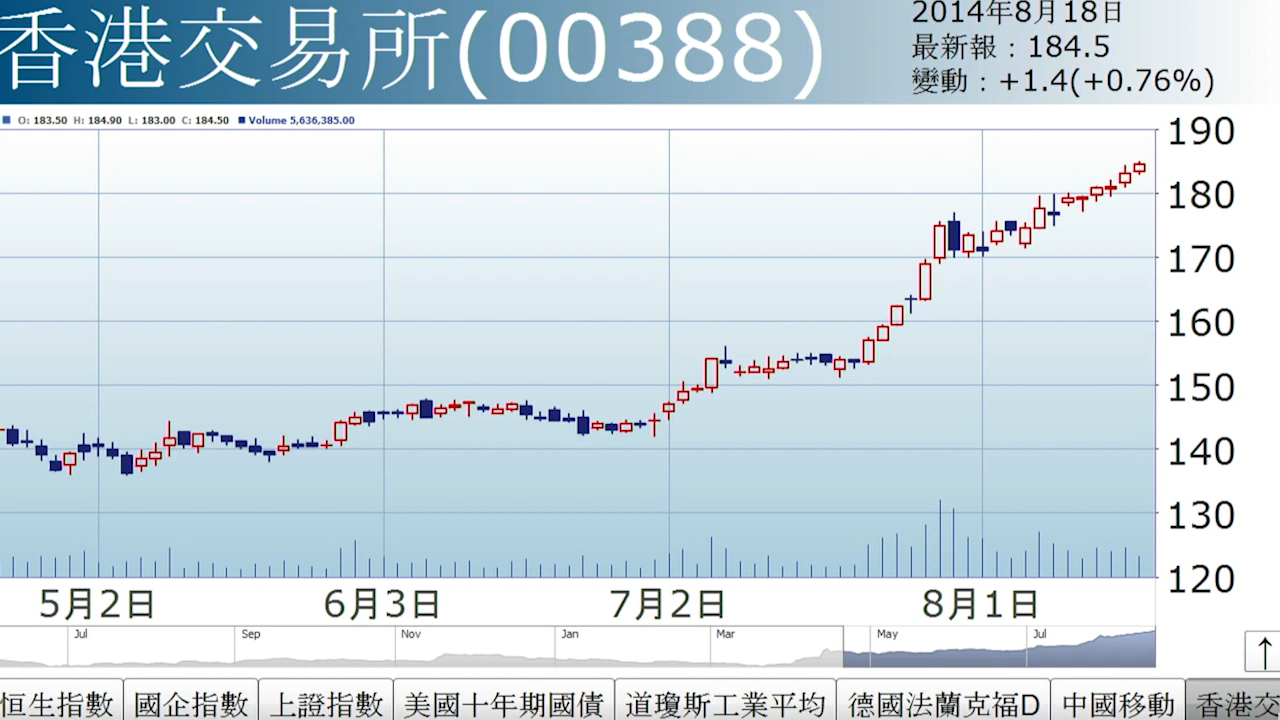 香港交易所(00388)
2014年8月18日
最新報：184.5
變動：+1.4(+0.76%)
O: 183.50 H: 184.90 L: 183.00 C: 184.50 Volume 5,636,385.00
190
180
170
160
150
140
130
120
5月2日 6月3日 7月2日 8月1日
Jul Sep Nov Jan Mar May Jul
↑
恒生指數 國企指數 上證指數 美國十年期國債 道瓊斯工業平均 德國法蘭克福D 中國移動 香港交